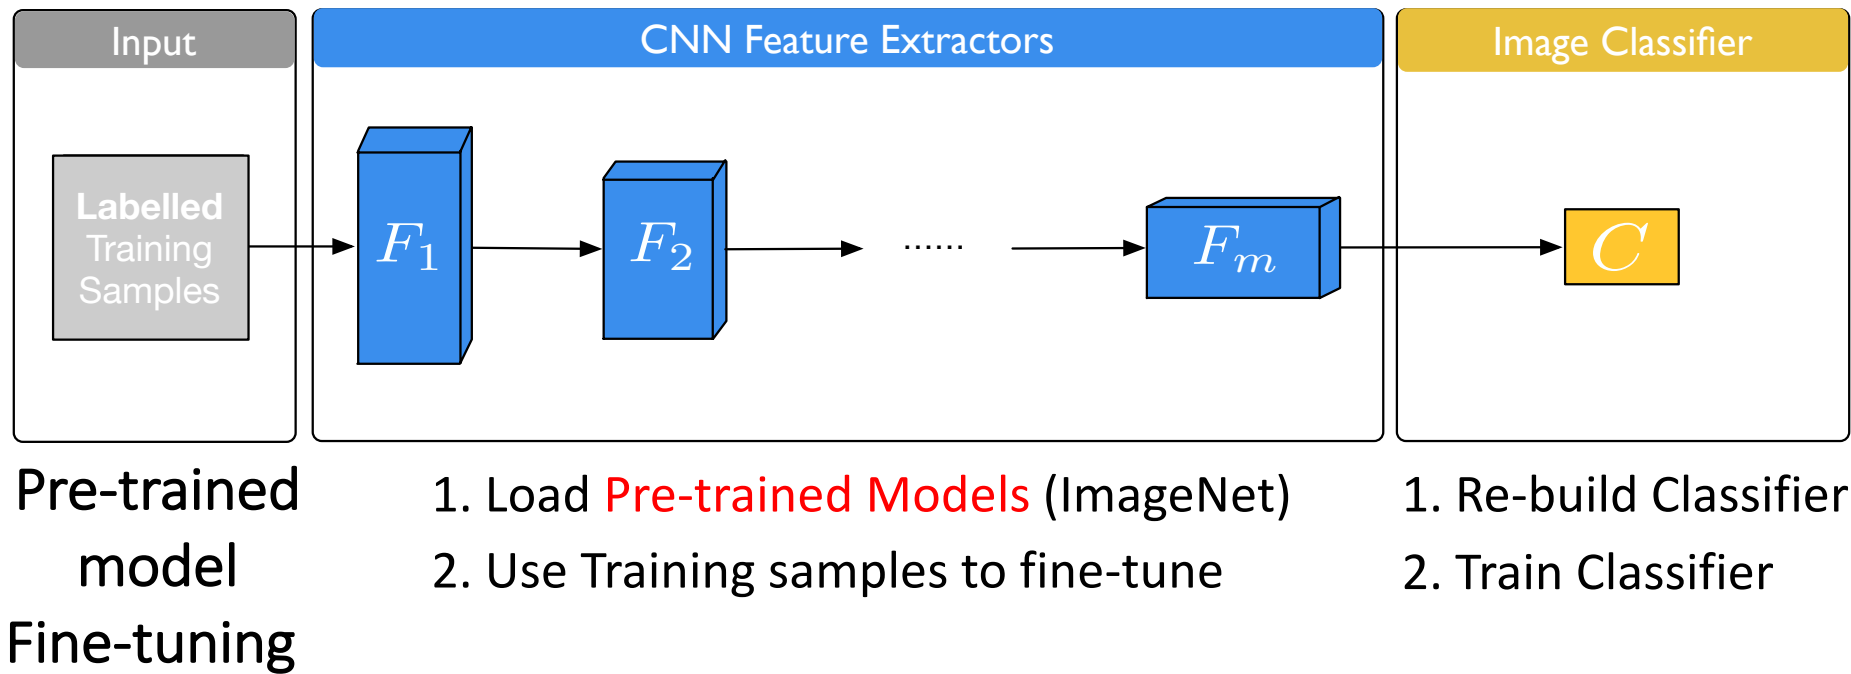 Input
CNN Feature Extractors
Image Classifier
Labelled
Training
Samples
F1
F2
......
Fm
C
Pre-trained
model
Fine-tuning
1. Load Pre-trained Models (ImageNet)
2. Use Training samples to fine-tune
1. Re-build Classifier
2. Train Classifier